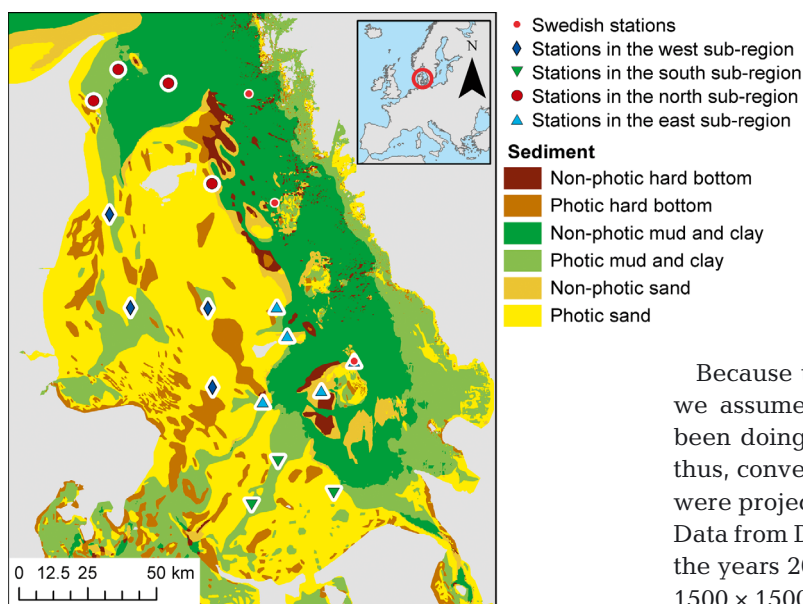 N
Swedish stations
Stations in the west sub-region
Stations in the south sub-region
Stations in the north sub-region
Stations in the east sub-region
Sediment
Non-photic hard bottom
Photic hard bottom
Non-photic mud and clay
Photic mud and clay
Non-photic sand
Photic sand
0 12.5 25 50 km
Because
we assume
been doing
thus, conve
were projec
Data from D
the years 20
1500 × 1500